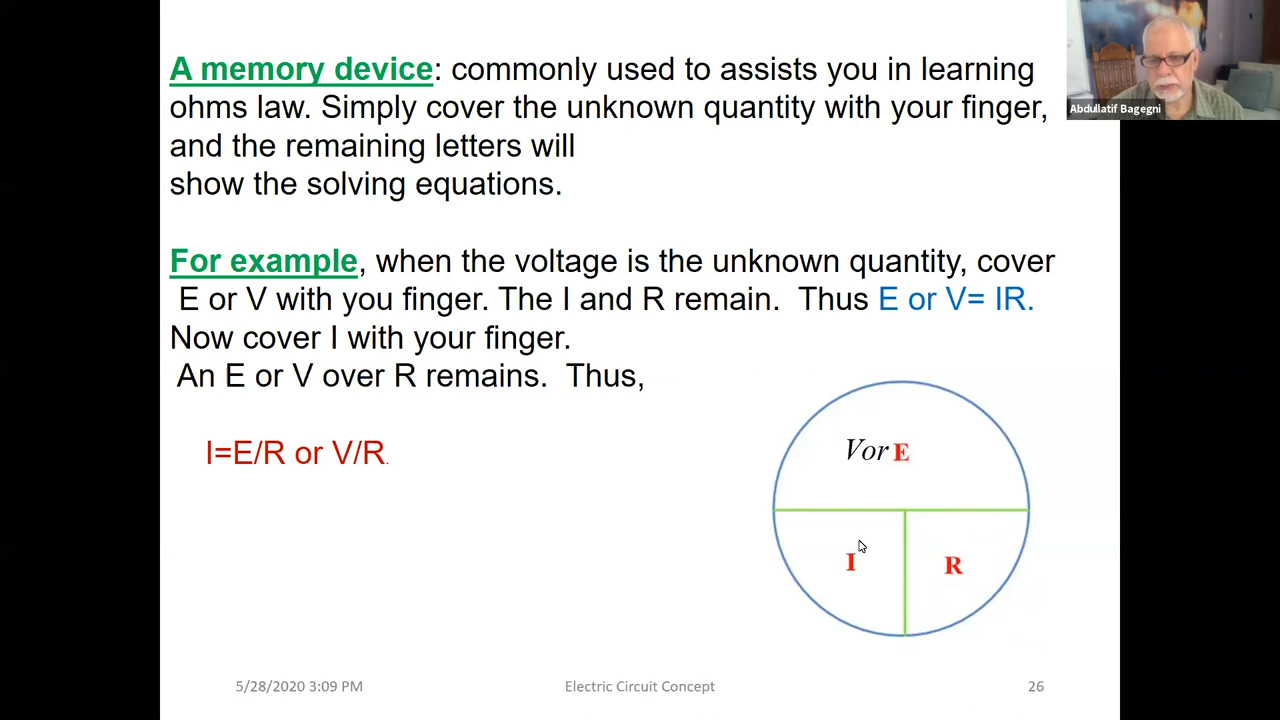 A memory device: commonly used to assists you in learning
ohms law. Simply cover the unknown quantity with your finger,
and the remaining letters will
show the solving equations.
For example, when the voltage is the unknown quantity, cover
E or V with you finger. The I and R remain. Thus E or V= IR.
Now cover I with your finger.
An E or V over R remains. Thus,
I=E/R or V/R.
V or E
I
R
5/28/2020 3:09 PM
Electric Circuit Concept
26
Abdullatif Bagegni